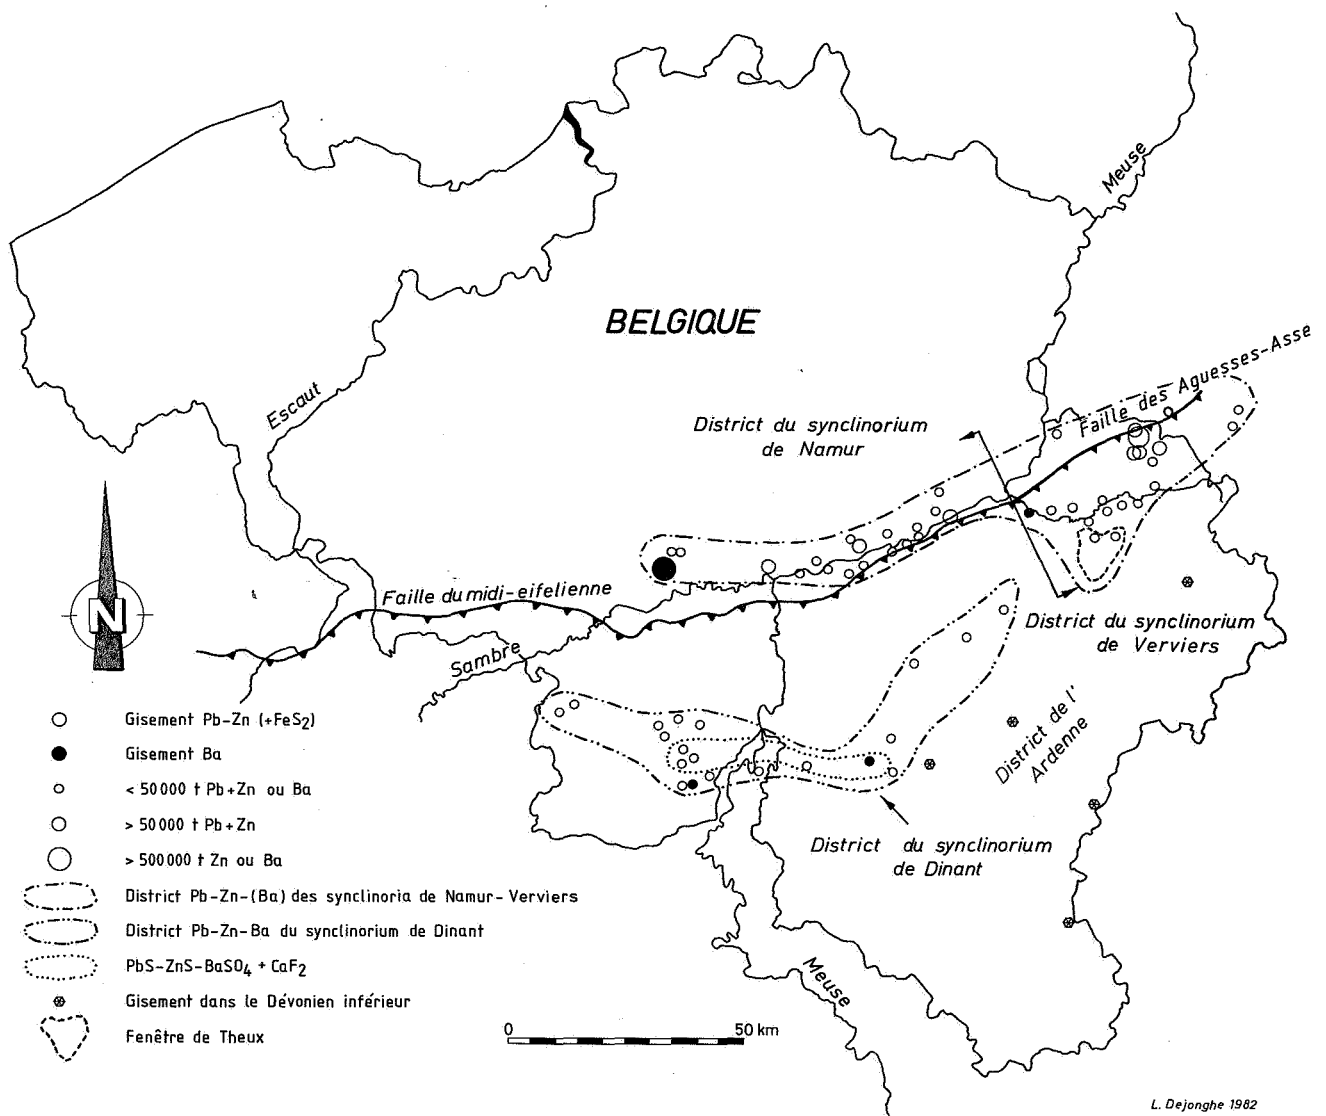 Meuse
BELGIQUE
Escaut
Faille des Aguesses-Asse
District du synclinorium
de Namur
N
Faille du midi-eifelienne
Sambre
District du synclinorium
de Verviers
District de l'
Ardenne
District du synclinorium
de Dinant
Meuse
Gisement Pb-Zn (+FeS2)
Gisement Ba
< 50000 t Pb+Zn ou Ba
> 50000 t Pb+Zn
> 500000 t Zn ou Ba
District Pb-Zn-(Ba) des synclinoria de Namur-Verviers
District Pb-Zn-Ba du synclinorium de Dinant
PbS-ZnS-BaSO4 + CaF2
Gisement dans le Dévonien inférieur
Fenêtre de Theux
0 50 km
L. Dejonghe 1982